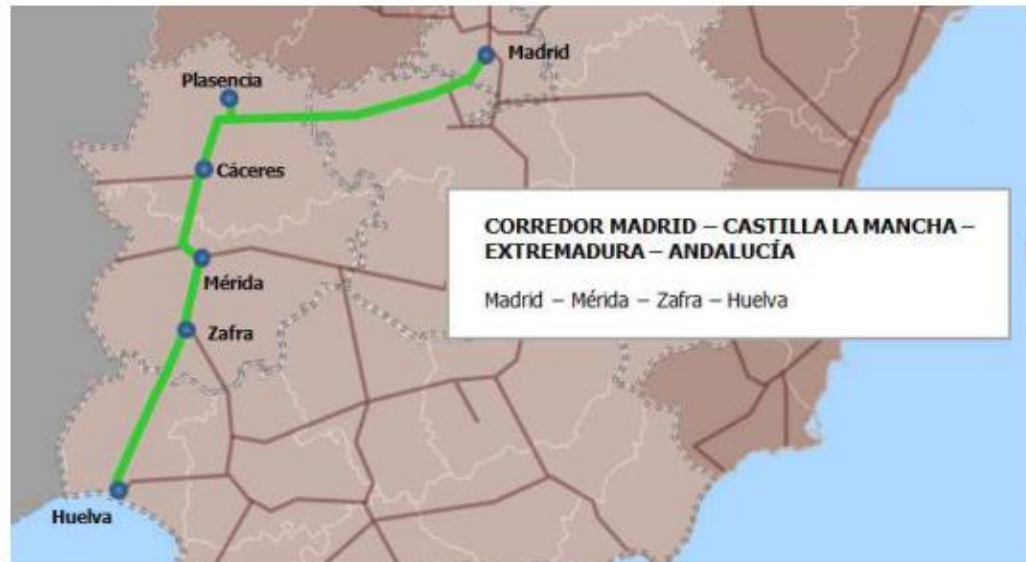 Madrid
Plasencia
Cáceres
CORREDOR MADRID – CASTILLA LA MANCHA –
EXTREMADURA – ANDALUCÍA
Madrid – Mérida – Zafra – Huelva
Mérida
Zafra
Huelva